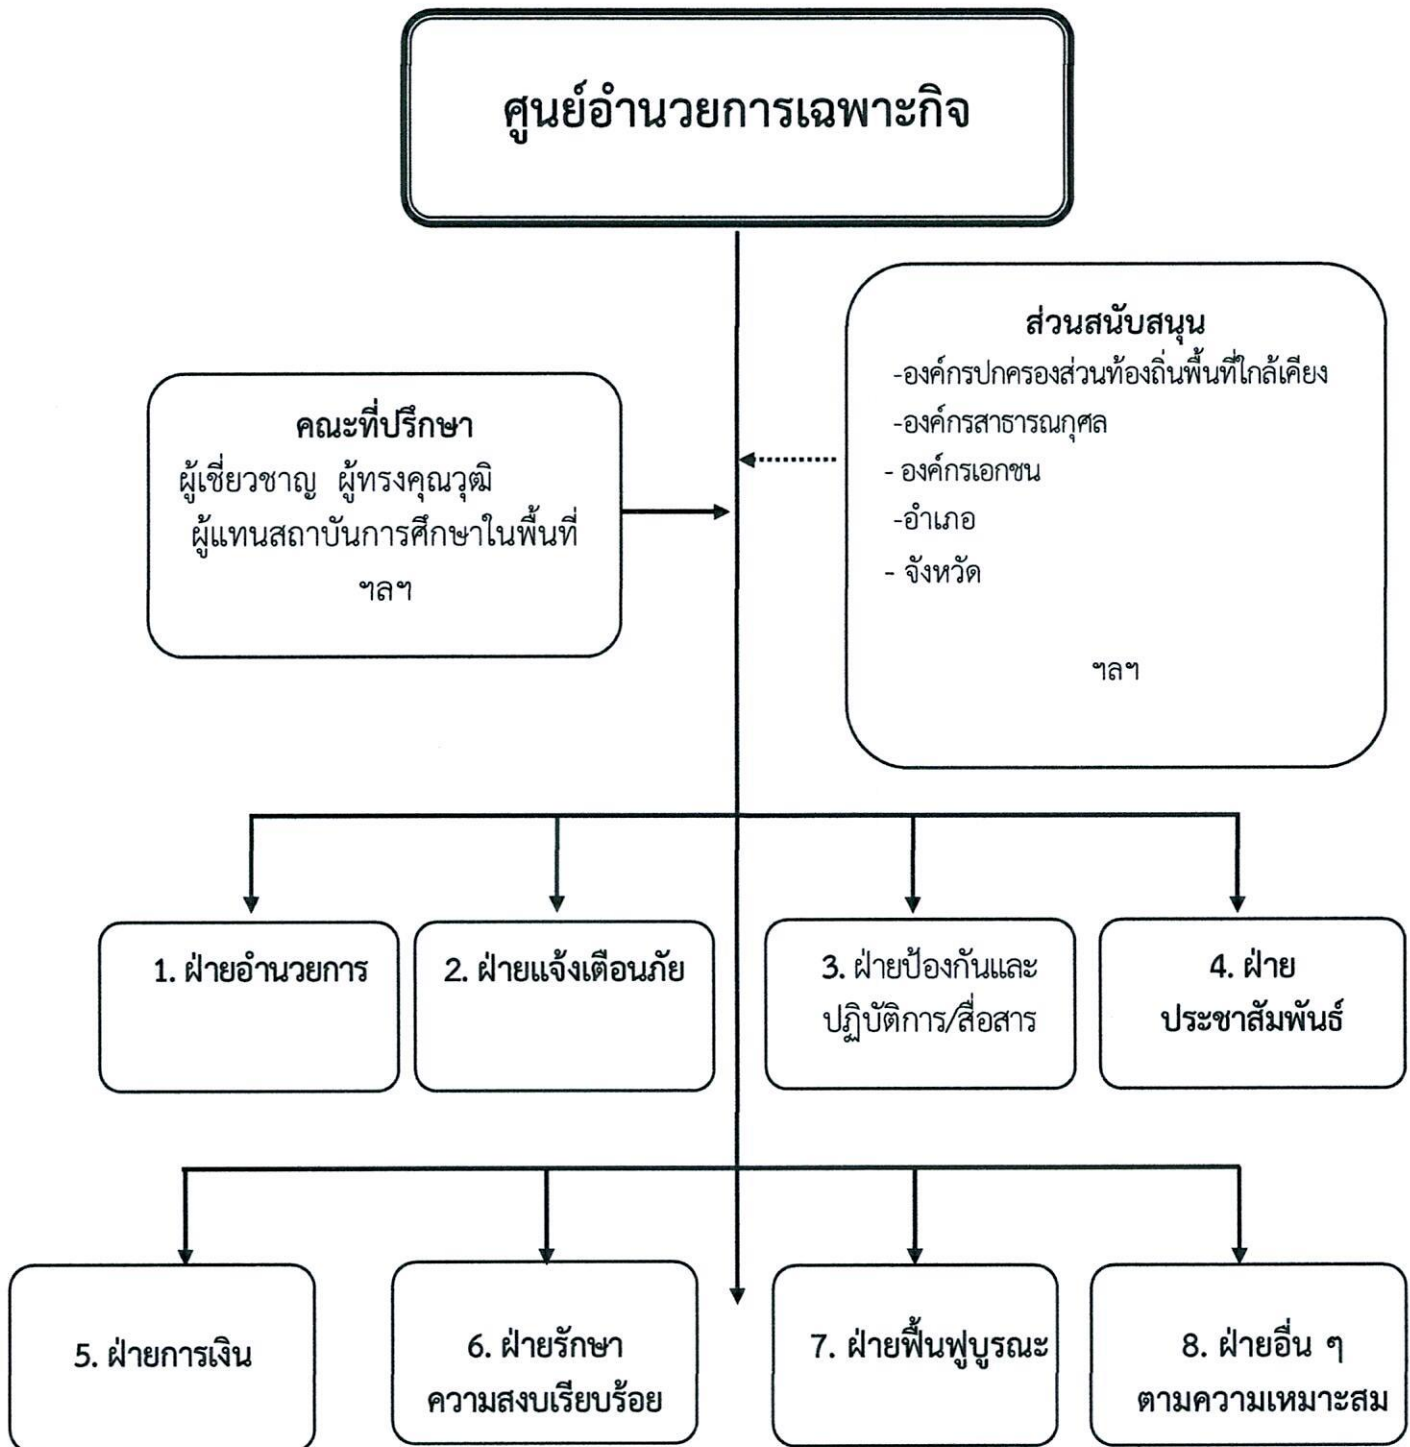 ศูนย์อำนวยการเฉพาะกิจ
ส่วนสนับสนุน
-องค์กรปกครองส่วนท้องถิ่นพื้นที่ใกล้เคียง
-องค์กรสาธารณกุศล
- องค์กรเอกชน
-อำเภอ
- จังหวัด
ฯลฯ
คณะที่ปรึกษา
ผู้เชี่ยวชาญ ผู้ทรงคุณวุฒิ
ผู้แทนสถาบันการศึกษาในพื้นที่
ฯลฯ
1. ฝ่ายอำนวยการ
2. ฝ่ายแจ้งเตือนภัย
3. ฝ่ายป้องกันและ
ปฏิบัติการ/สื่อสาร
4. ฝ่าย
ประชาสัมพันธ์
5. ฝ่ายการเงิน
6. ฝ่ายรักษา
ความสงบเรียบร้อย
7. ฝ่ายฟื้นฟูบูรณะ
8. ฝ่ายอื่น ๆ
ตามความเหมาะสม